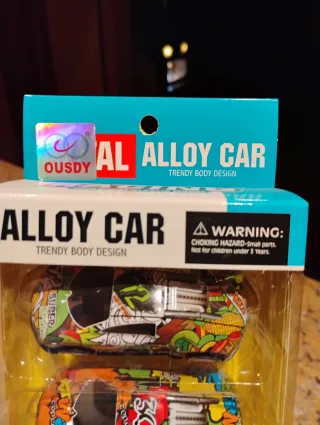 OUSDY
AL ALLOY CAR
TRENDY BODY DESIGN
ALLOY CAR
TRENDY BODY DESIGN
WARNING:
CHOKING HAZARD-Small parts.
Not for children under 3 Years.
SUPER